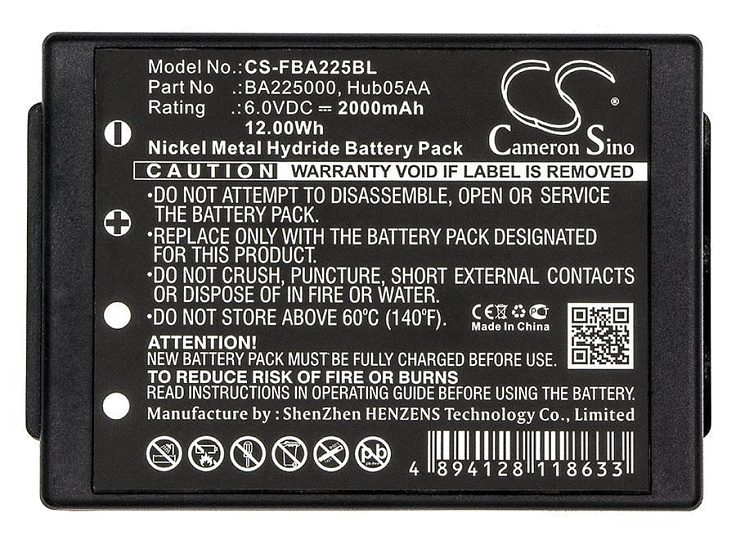 Model No.:CS-FBA225BL
Part No .:BA225000, Hub05AA
Rating .:6.0VDC ⎓ 2000mAh
12.00Wh
Nickel Metal Hydride Battery Pack
Cameron Sino
CAUTION WARRANTY VOID IF LABEL IS REMOVED
•DO NOT ATTEMPT TO DISASSEMBLE, OPEN OR SERVICE
THE BATTERY PACK.
•REPLACE ONLY WITH THE BATTERY PACK DESIGNATED
FOR THIS PRODUCT.
•DO NOT CRUSH, PUNCTURE, SHORT EXTERNAL CONTACTS
OR DISPOSE OF IN FIRE OR WATER.
•DO NOT STORE ABOVE 60°C (140°F).
CE
Made In China
ATTENTION!
NEW BATTERY PACK MUST BE FULLY CHARGED BEFORE USE.
TO REDUCE RISK OF FIRE OR BURNS
READ INSTRUCTIONS IN OPERATING GUIDE BEFORE USING THE BATTERY.
Manufacture by : ShenZhen HENZENS Technology Co., Limited
Pb
4 894128 118633